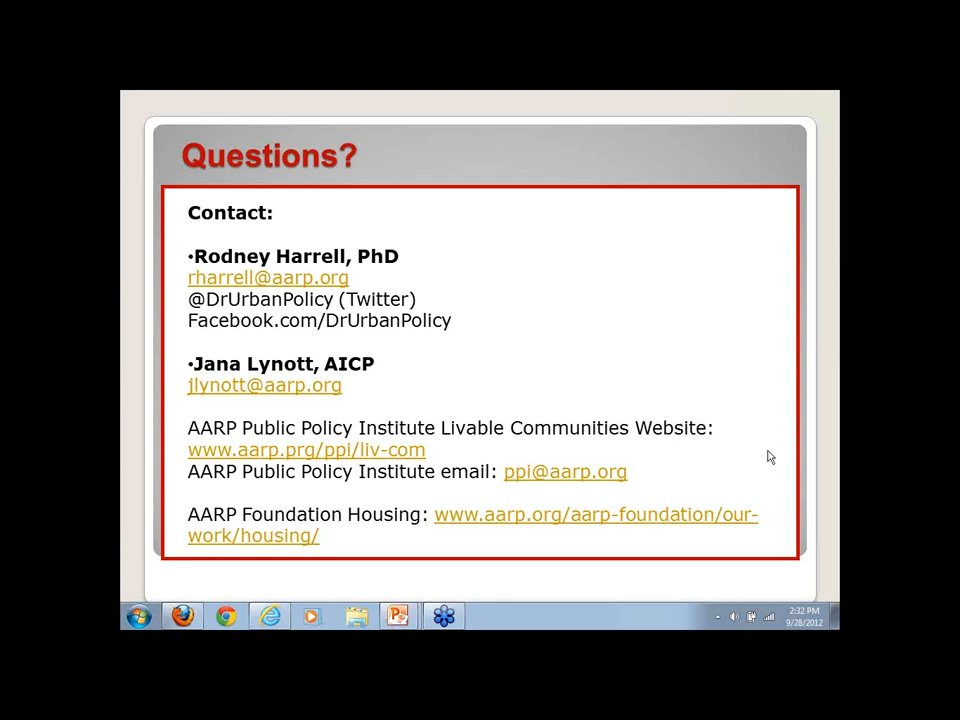 Questions?
Contact:
•Rodney Harrell, PhD
rharrell@aarp.org
@DrUrbanPolicy (Twitter)
Facebook.com/DrUrbanPolicy
•Jana Lynott, AICP
jlynott@aarp.org
AARP Public Policy Institute Livable Communities Website:
www.aarp.prg/ppi/liv-com
AARP Public Policy Institute email: ppi@aarp.org
AARP Foundation Housing: www.aarp.org/aarp-foundation/our-
work/housing/
2:32 PM
9/28/2012